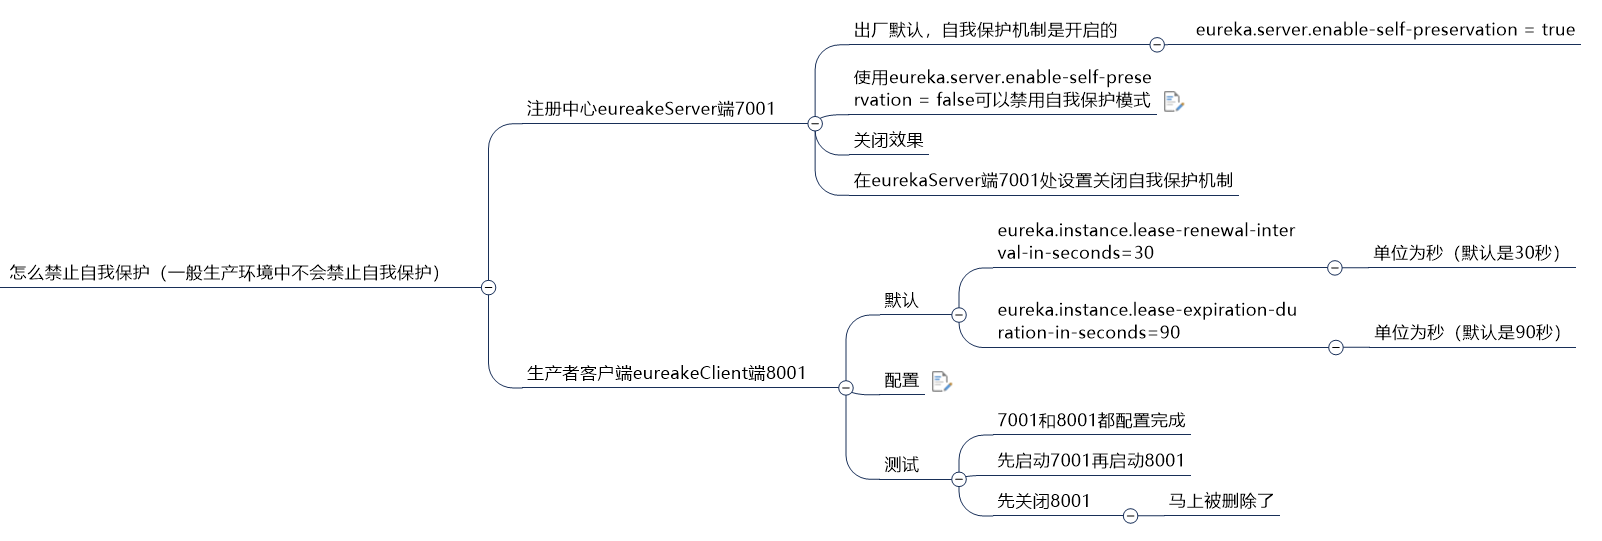 怎么禁止自我保护（一般生产环境中不会禁止自我保护）
注册中心eureakeServer端7001
出厂默认，自我保护机制是开启的
eureka.server.enable-self-preservation = true
使用eureka.server.enable-self-prese
rvation = false可以禁用自我保护模式
关闭效果
在eurekaServer端7001处设置关闭自我保护机制
生产者客户端eureakeClient端8001
默认
eureka.instance.lease-renewal-inter
val-in-seconds=30
单位为秒（默认是30秒）
eureka.instance.lease-expiration-du
ration-in-seconds=90
单位为秒（默认是90秒）
配置
测试
7001和8001都配置完成
先启动7001再启动8001
先关闭8001
马上被删除了